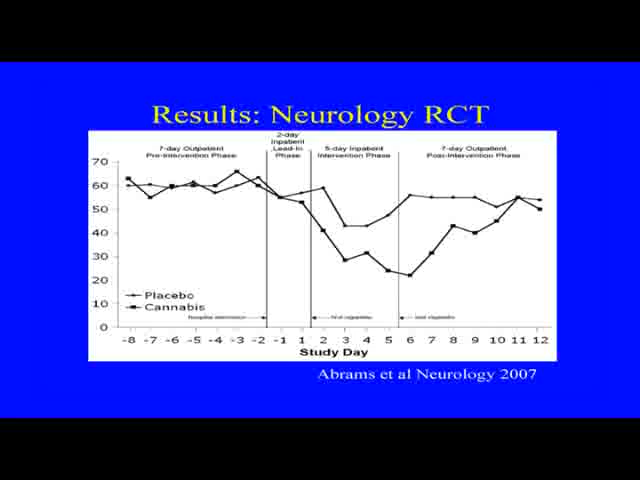 Results: Neurology RCT
7-day Outpatient
Pre-Intervention Phase
2-day
Inpatient
Lead-In
Phase
5-day Inpatient
Intervention Phase
7-day Outpatient
Post-Intervention Phase
70
60
50
40
30
20
10
0
Placebo
Cannabis
-8 -7 -6 -5 -4 -3 -2 -1 1 2 3 4 5 6 7 8 9 10 11 12
Study Day
Abrams et al Neurology 2007